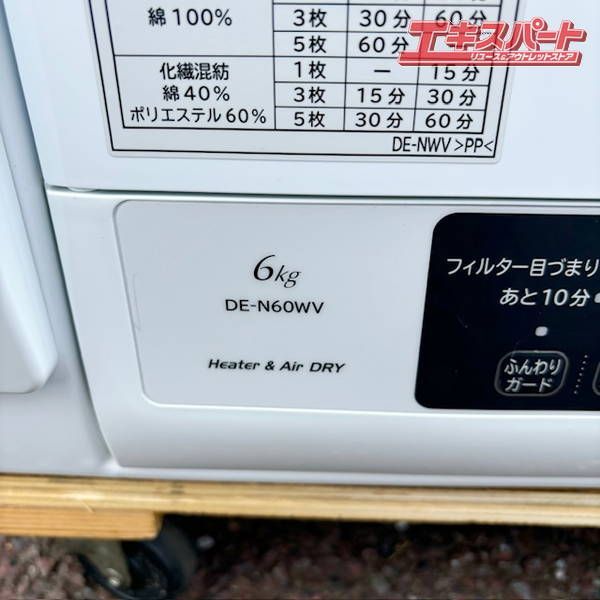 綿100% 3枚 30分 60分
5枚 60分
化繊混紡 1枚 ー 15分
綿40% 3枚 15分 30分
ポリエステル60% 5枚 30分 60分
DE-NWV >PP<
エキスパート
リユース&アウトレットストア
6kg
DE-N60WV
Heater & Air DRY
フィルター目づまり
あと10分
ふんわり
ガード